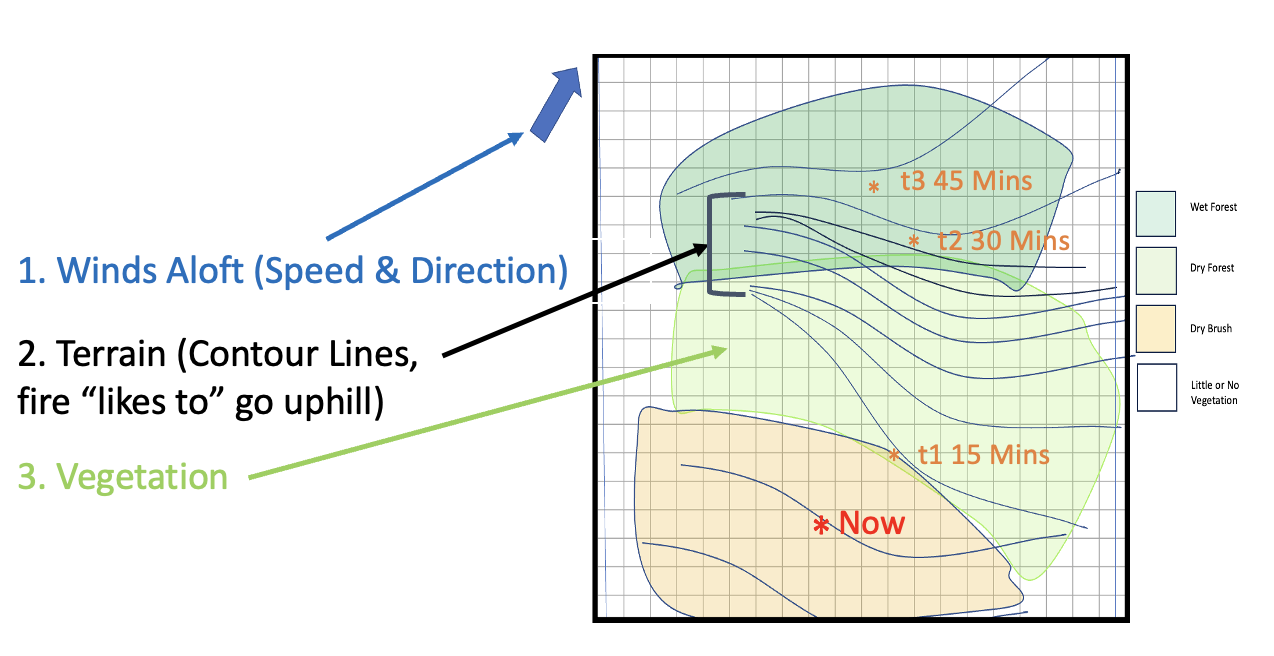 1. Winds Aloft (Speed & Direction)
2. Terrain (Contour Lines,
fire “likes to” go uphill)
3. Vegetation
* t3 45 Mins
* t2 30 Mins
* t1 15 Mins
* Now
Wet Forest
Dry Forest
Dry Brush
Little or No
Vegetation